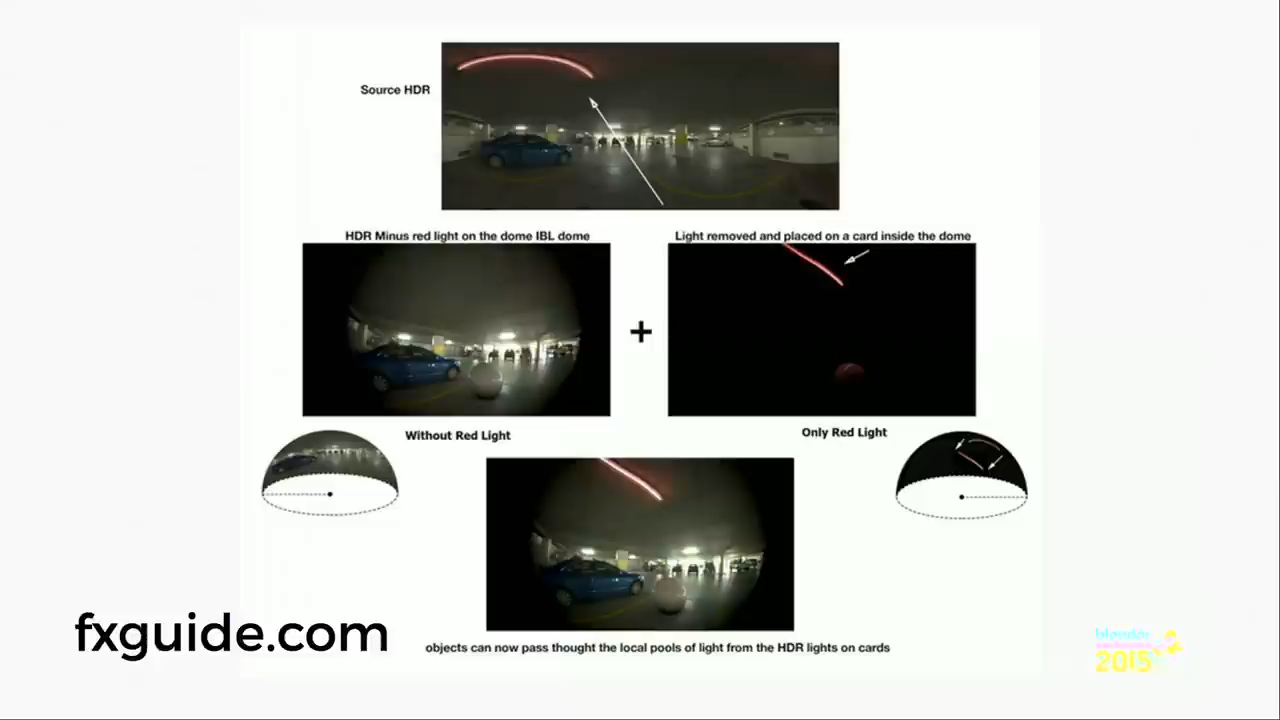 Source HDR
HDR Minus red light on the dome IBL dome
Light removed and placed on a card inside the dome
+
Without Red Light
Only Red Light
fxguide.com
objects can now pass thought the local pools of light from the HDR lights on cards
blender
2015